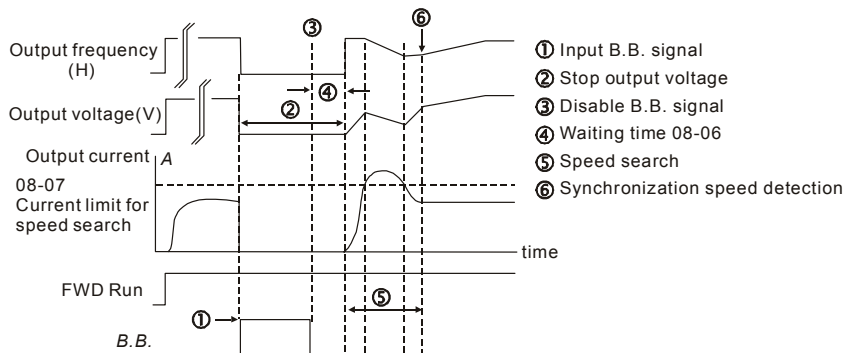 Output frequency
(H)
Output voltage(V)
Output current
A
08-07
Current limit for
speed search
FWD Run
B.B.
time
①
②
③
④
⑤
⑥
① Input B.B. signal
② Stop output voltage
③ Disable B.B. signal
④ Waiting time 08-06
⑤ Speed search
⑥ Synchronization speed detection